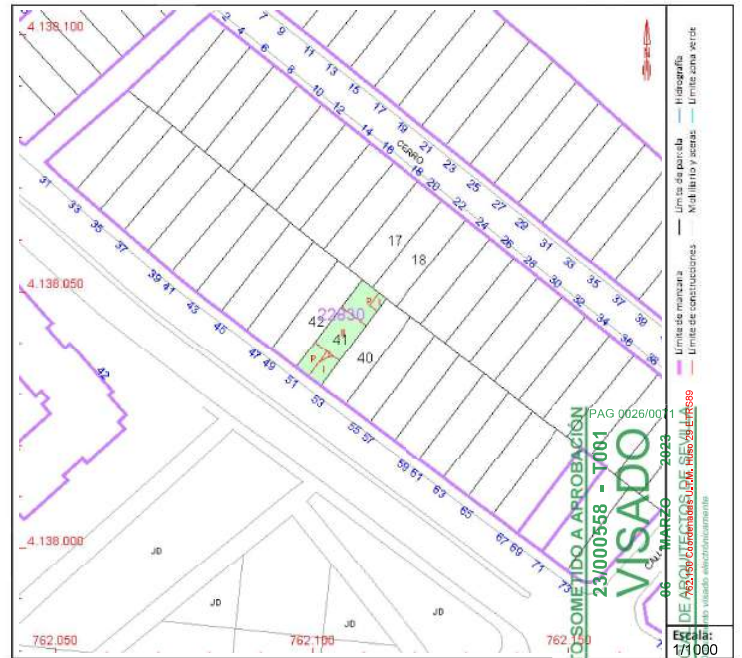 4.138.100
4.138.050
4.138.000
762.050
762.100
762.150
2
4
6
8
10
12
14
16
18
20
22
24
26
28
30
32
34
36
38
7
9
11
13
15
17
19
21
23
25
27
29
31
33
35
37
39
CERRO
31
33
35
37
39 41
43
45
47 49
51
53
55 57
59 61
63
65
67 69
71
73
17
18
22830
42
41
40
P
I
P
I
42
JD
JD
JD
JD
Límite de manzana
Límite de parcela
Hidrografía
Límite de construcciones
Mobiliario y aceras
Límite zona verde
762.150 Coordenadas U.T.M. Huso 29 ETRS89
O SOMETIDO A APROBACIÓN
PAG 0026/0071
23/000558 - T001
VISADO
06 MARZO 2023
DE ARQUITECTOS DE SEVILLA
visado electrónicamente
Escala:
1/1000